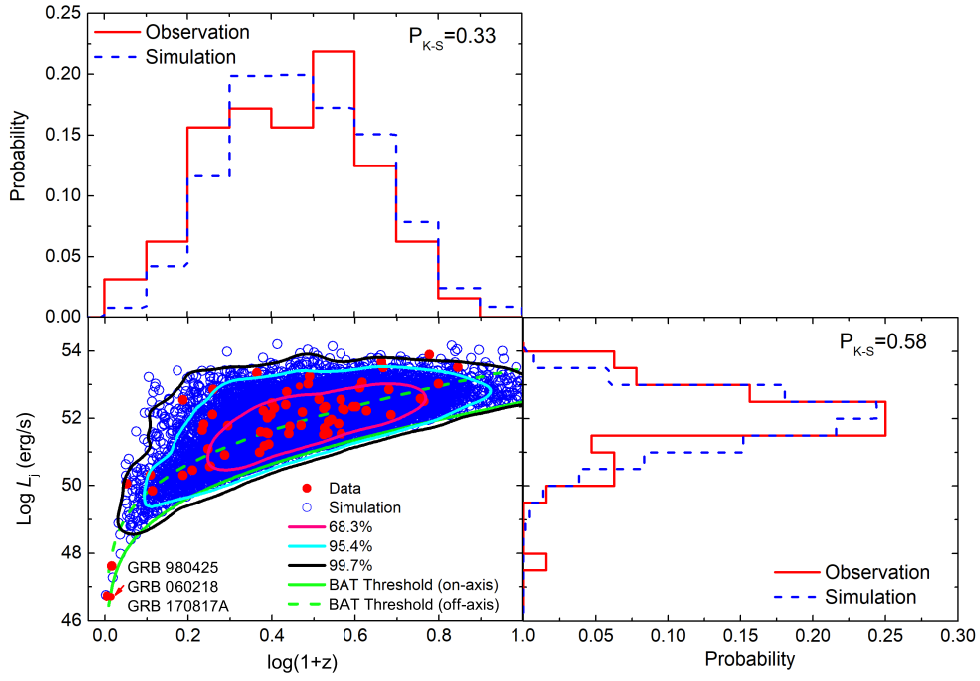 0.25
0.20
0.15
0.10
0.05
0.00
Probability
Observation
Simulation
P K-S =0.33
54
52
50
48
46
Log L j (erg/s)
Data
Simulation
68.3%
95.4%
99.7%
BAT Threshold (on-axis)
BAT Threshold (off-axis)
GRB 980425
GRB 060218
GRB 170817A
0.0 0.2 0.4 0.6 0.8 1.0
log(1+z)
P K-S =0.58
Observation
Simulation
0.05 0.10 0.15 0.20 0.25 0.30
Probability